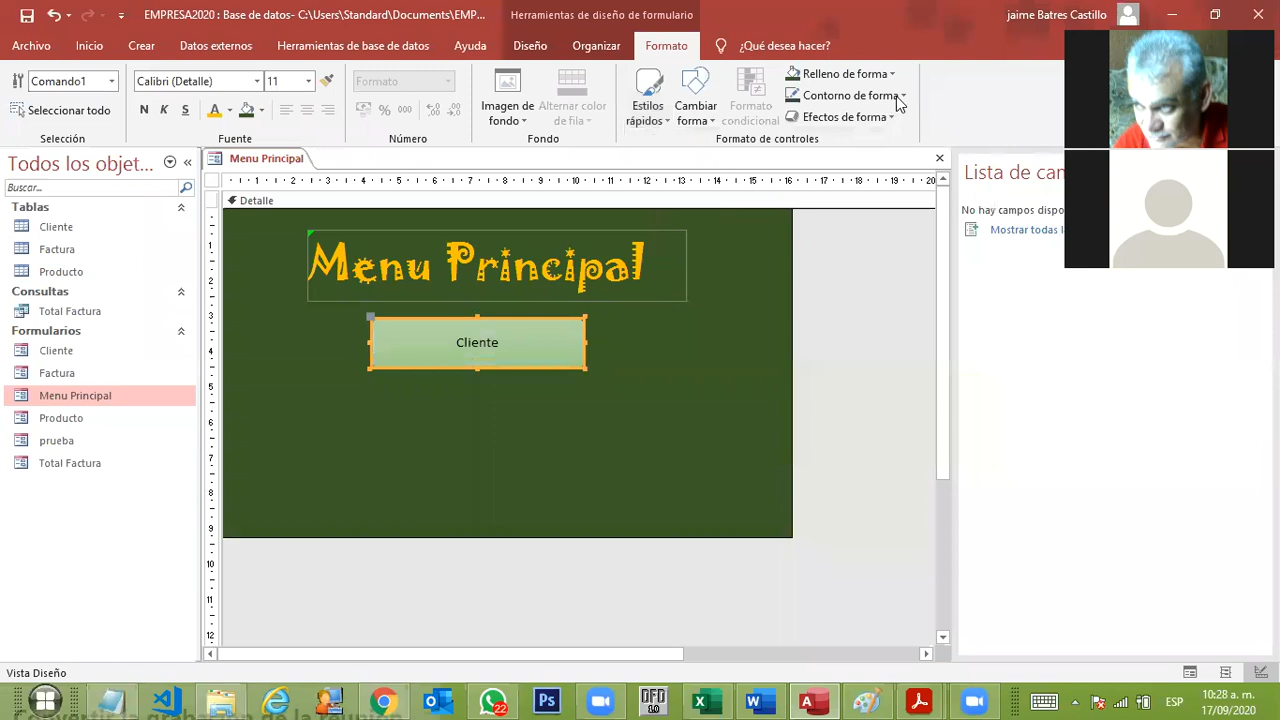 EMPRESA2020 : Base de datos- C:\Users\Standard\Documents\EMP...
Herramientas de diseño de formulario
jaime Batres Castillo
Archivo
Inicio
Crear
Datos externos
Herramientas de base de datos
Ayuda
Diseño
Organizar
Formato
¿Qué desea hacer?
Comando1
Seleccionar todo
Selección
Calibri (Detalle)
11
N K S
Fuente
Formato
Número
Imagen de fondo
Alternar color de fila
Fondo
Estilos rápidos
Cambiar forma
Formato condicional
Relleno de forma
Contorno de forma
Efectos de forma
Formato de controles
Todos los objet...
Buscar...
Tablas
Cliente
Factura
Producto
Consultas
Total Factura
Formularios
Cliente
Factura
Menu Principal
Producto
prueba
Total Factura
Menu Principal
Detalle
Menu Principal
Cliente
Lista de can
No hay campos dispo
Mostrar todas l
Vista Diseño
22
Ps
DFD
ESP
10:28 a. m.
17/09/2020